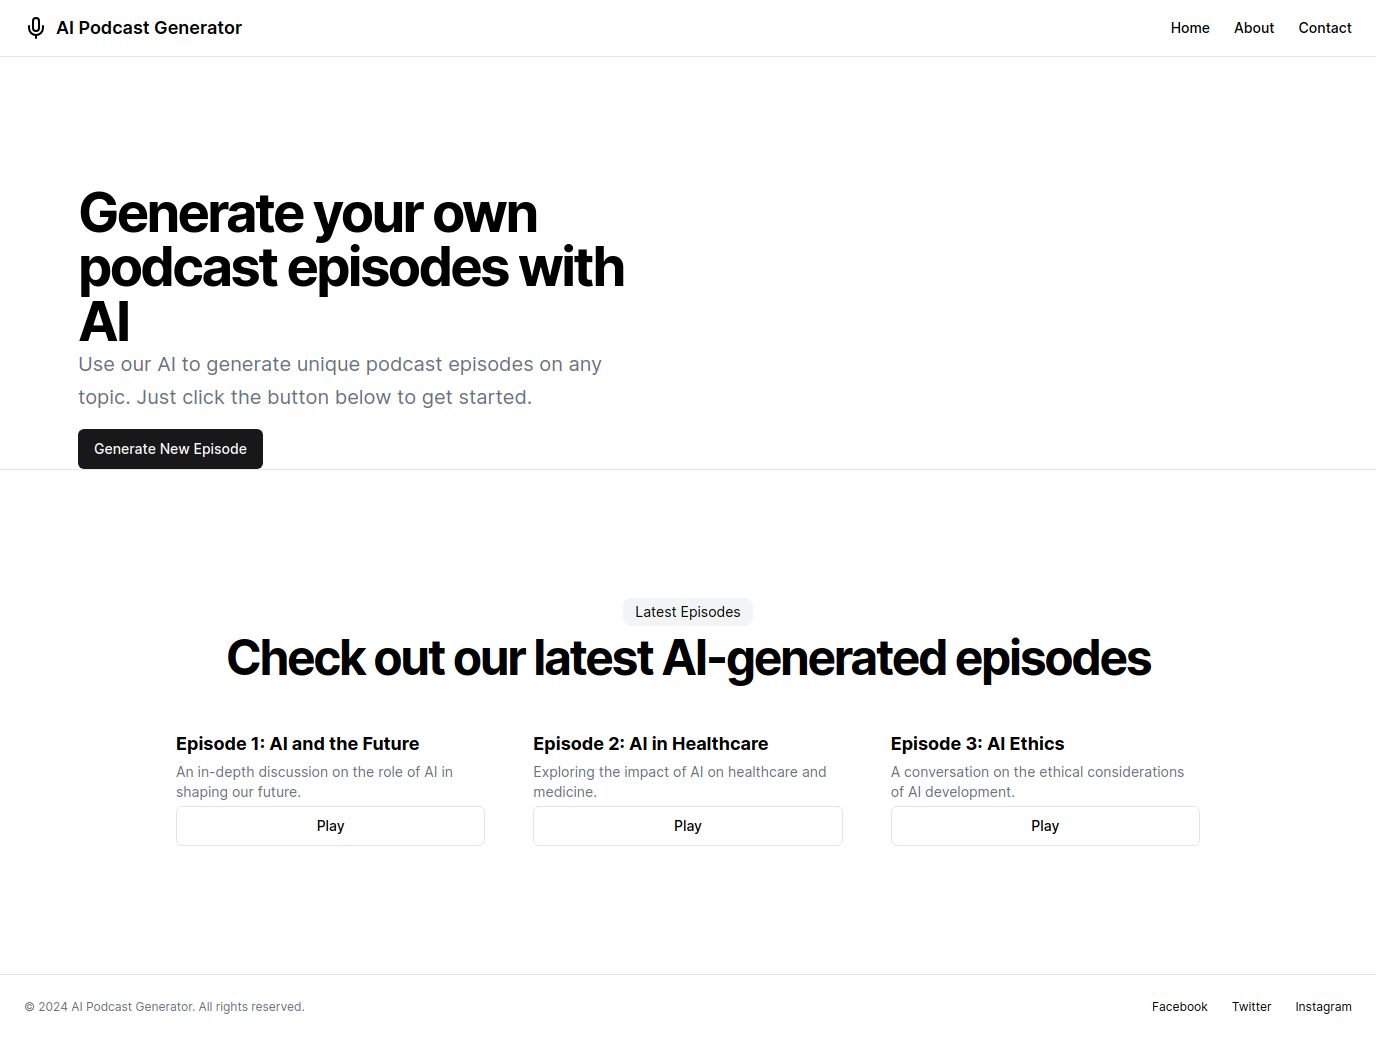 AI Podcast Generator
Home About Contact
Generate your own
podcast episodes with
AI
Use our AI to generate unique podcast episodes on any
topic. Just click the button below to get started.
Generate New Episode
Latest Episodes
Check out our latest AI-generated episodes
Episode 1: AI and the Future
An in-depth discussion on the role of AI in
shaping our future.
Play
Episode 2: AI in Healthcare
Exploring the impact of AI on healthcare and
medicine.
Play
Episode 3: AI Ethics
A conversation on the ethical considerations
of AI development.
Play
© 2024 AI Podcast Generator. All rights reserved.
Facebook Twitter Instagram